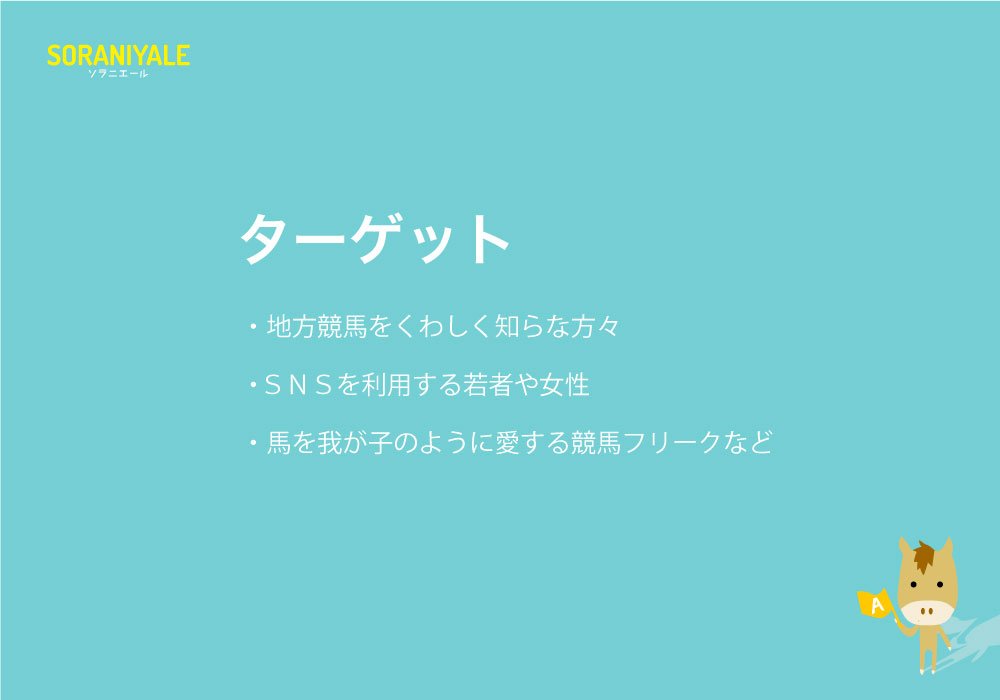 SORANIYALE
ソラニエール
ターゲット
・地方競馬をくわしく知らな方々
・ＳＮＳを利用する若者や女性
・馬を我が子のように愛する競馬フリークなど
A